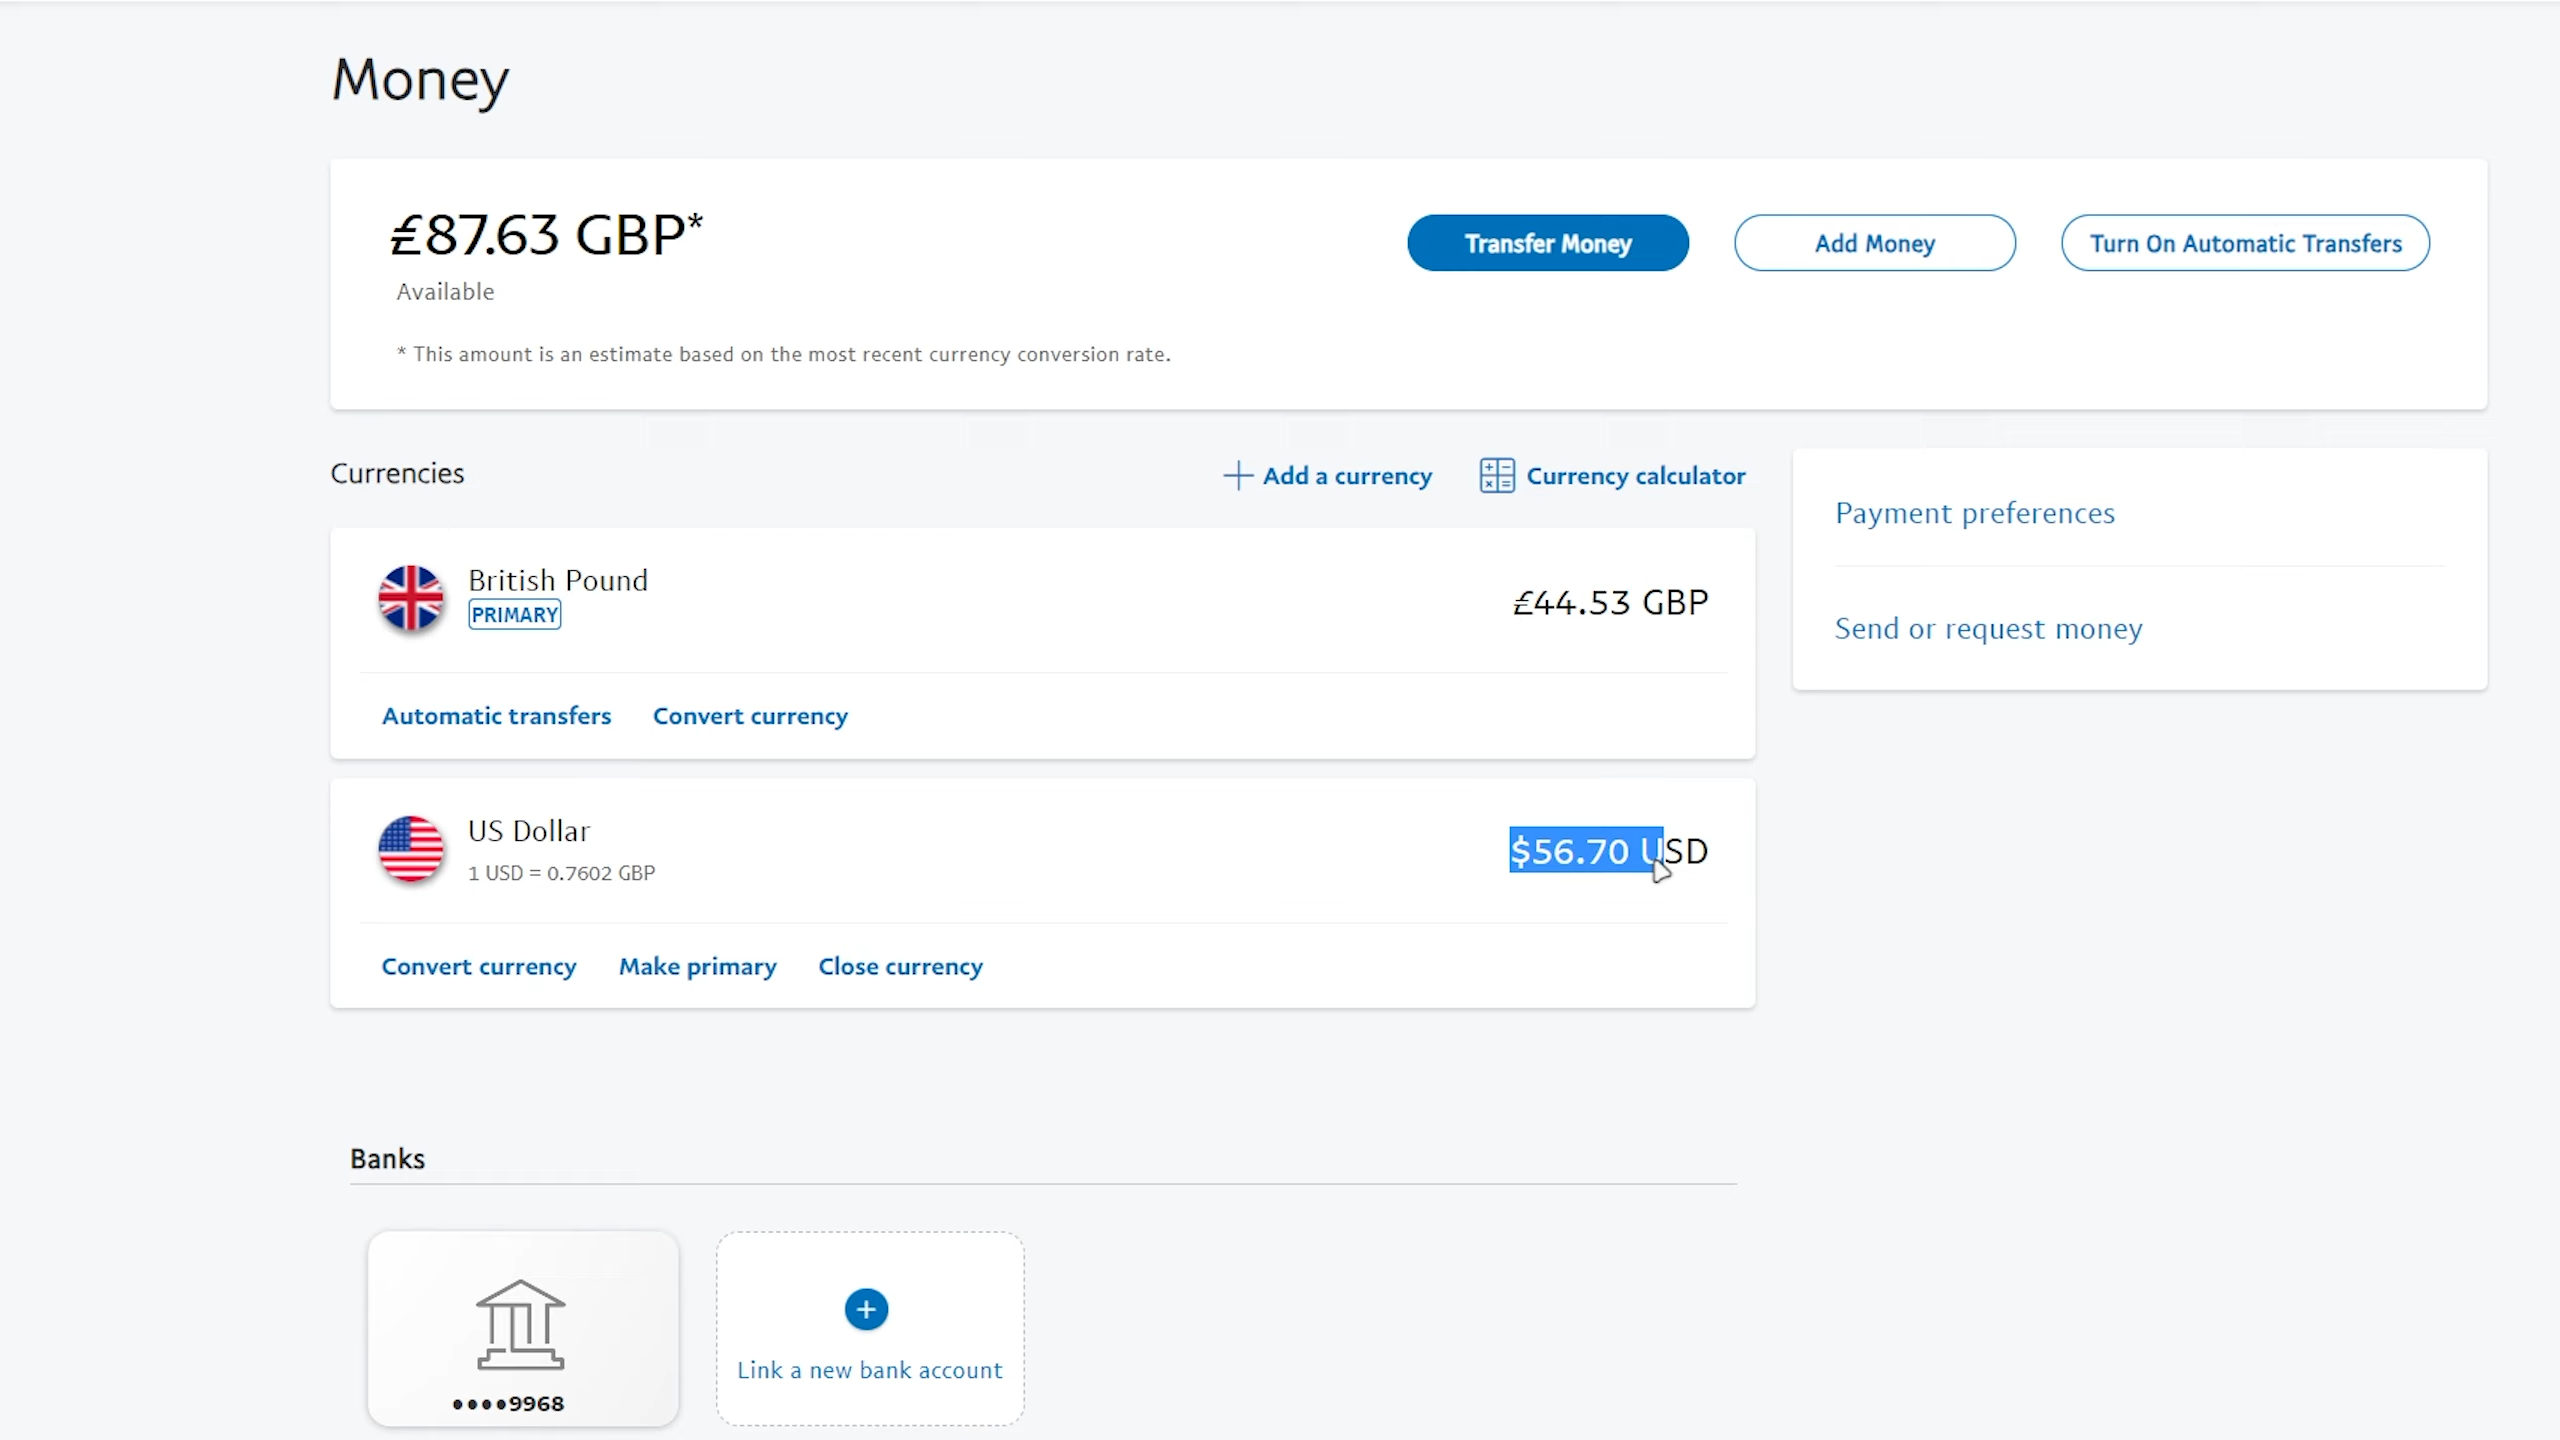 Money
£87.63 GBP*
Available
* This amount is an estimate based on the most recent currency conversion rate.
Transfer Money
Add Money
Turn On Automatic Transfers
Currencies
Add a currency
Currency calculator
British Pound
PRIMARY
£44.53 GBP
Automatic transfers
Convert currency
US Dollar
1 USD = 0.7602 GBP
$56.70 USD
Convert currency
Make primary
Close currency
Payment preferences
Send or request money
Banks
••••9968
Link a new bank account